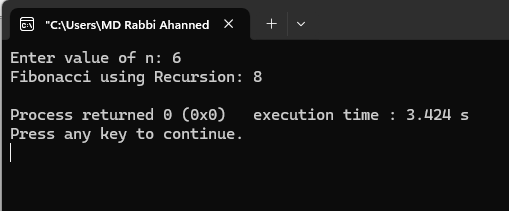 "C:\Users\MD Rabbi Ahanned
Enter value of n: 6
Fibonacci using Recursion: 8
Process returned 0 (0x0)   execution time : 3.424 s
Press any key to continue.